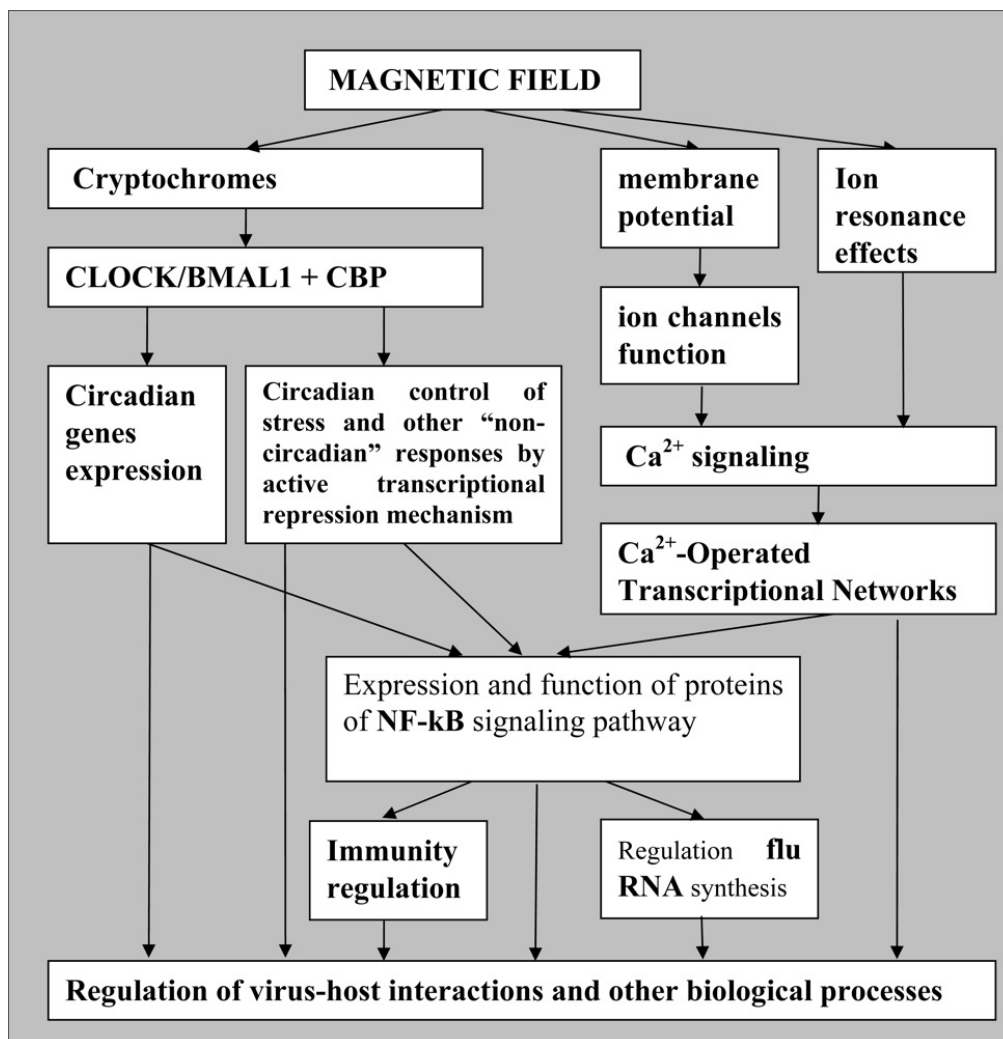 MAGNETIC FIELD
Cryptochromes
membrane
potential
Ion
resonance
effects
CLOCK/BMAL1 + CBP
ion channels
function
Circadian
genes
expression
Circadian control of
stress and other “non-
circadian” responses by
active transcriptional
repression mechanism
Ca²⁺ signaling
Ca²⁺-Operated
Transcriptional Networks
Expression and function of proteins
of NF-kB signaling pathway
Immunity
regulation
Regulation flu
RNA synthesis
Regulation of virus-host interactions and other biological processes